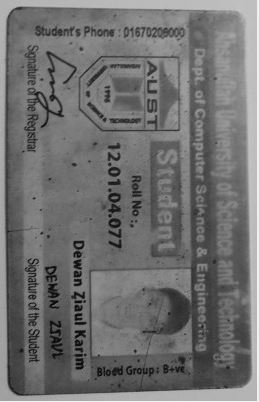 Ahsanullah University of Science and Technology
Dept. of Computer Science & Engineering
Student
AUST
1995
Roll No :,
12.01.04.077
Dewan Ziaul Karim
Blood Group : B+ve
DEWAN ZIAUL
Signature of the Registrar
Signature of the Student
Student's Phone : 01670208000